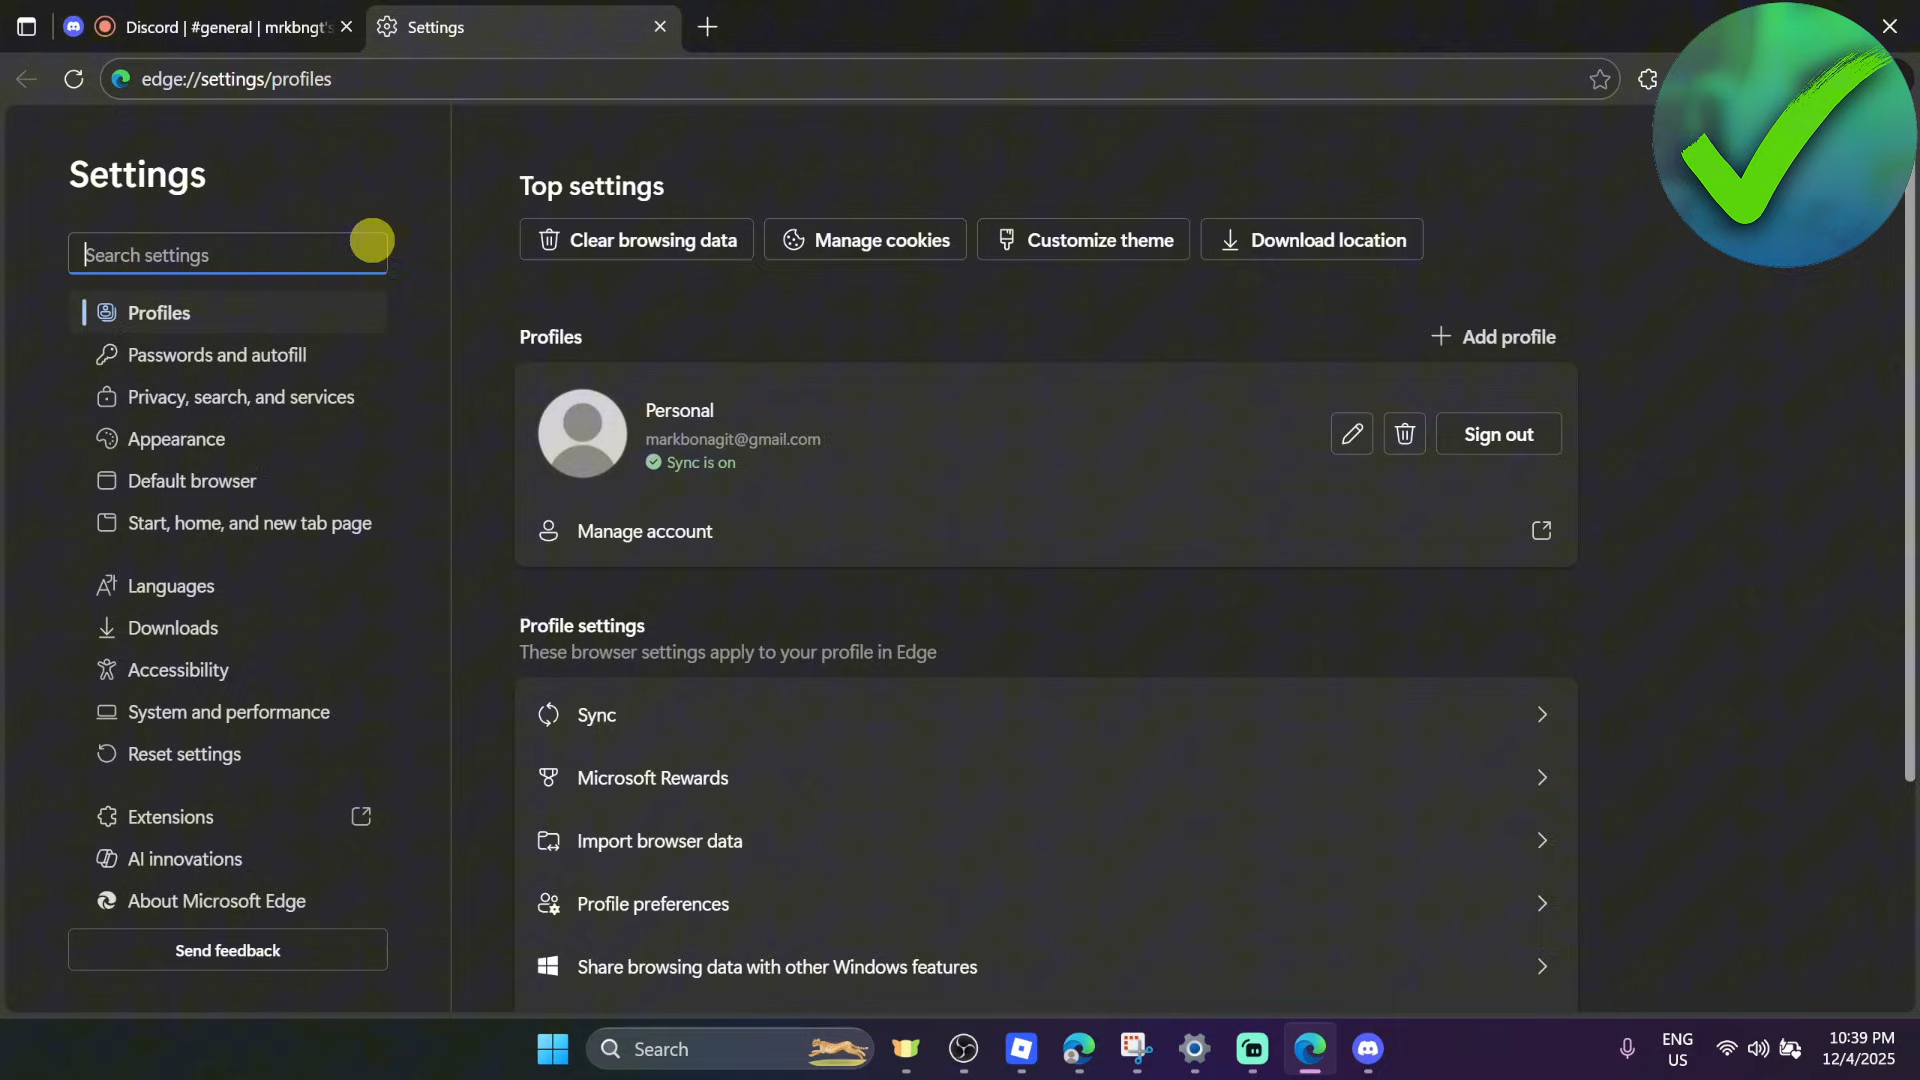 Discord | #general | mrkbngt's
Settings
edge://settings/profiles
Settings
Search settings
Profiles
Passwords and autofill
Privacy, search, and services
Appearance
Default browser
Start, home, and new tab page
Languages
Downloads
Accessibility
System and performance
Reset settings
Extensions
AI innovations
About Microsoft Edge
Send feedback
Top settings
Clear browsing data
Manage cookies
Customize theme
Download location
Profiles
Add profile
Personal
markbonagit@gmail.com
Sync is on
Sign out
Manage account
Profile settings
These browser settings apply to your profile in Edge
Sync
Microsoft Rewards
Import browser data
Profile preferences
Share browsing data with other Windows features
Search
ENG
US
10:39 PM
12/4/2025